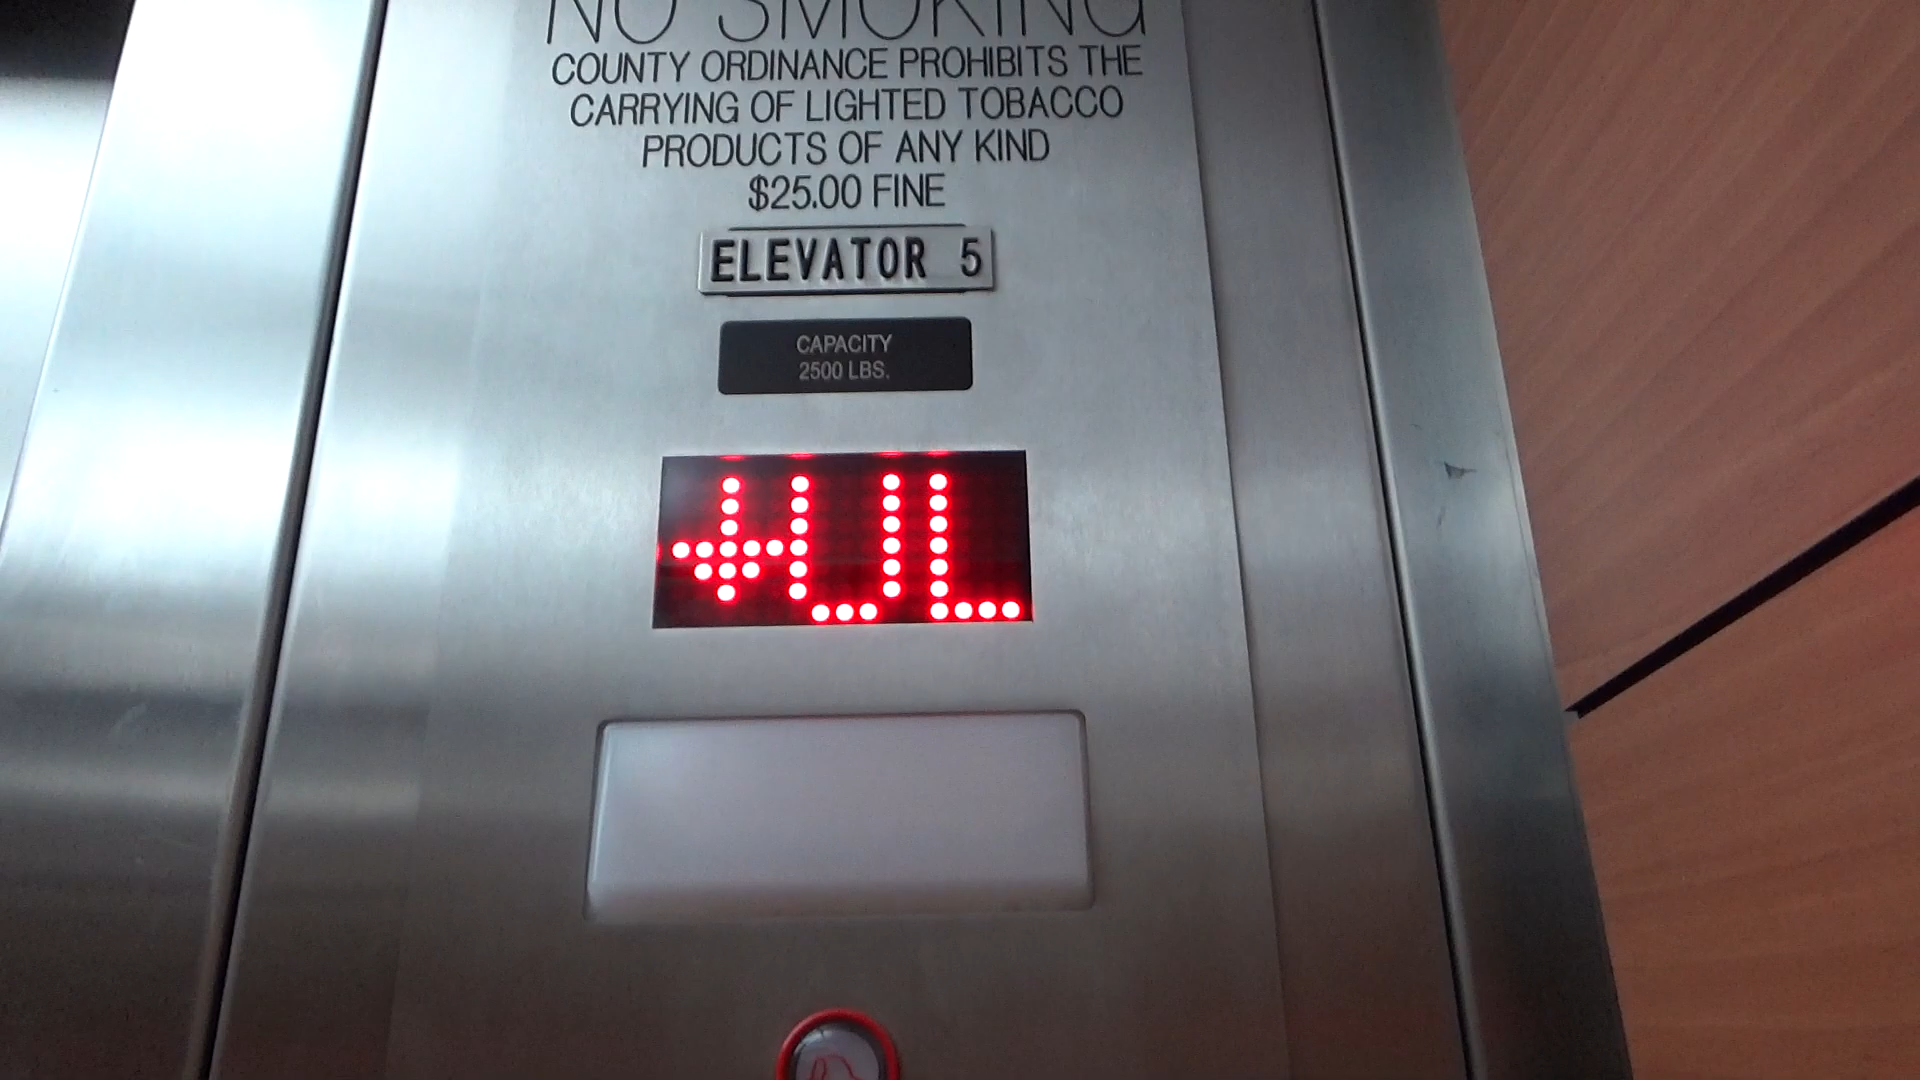 NO SMOKING
COUNTY ORDINANCE PROHIBITS THE
CARRYING OF LIGHTED TOBACCO
PRODUCTS OF ANY KIND
$25.00 FINE
ELEVATOR 5
CAPACITY
2500 LBS.
UL